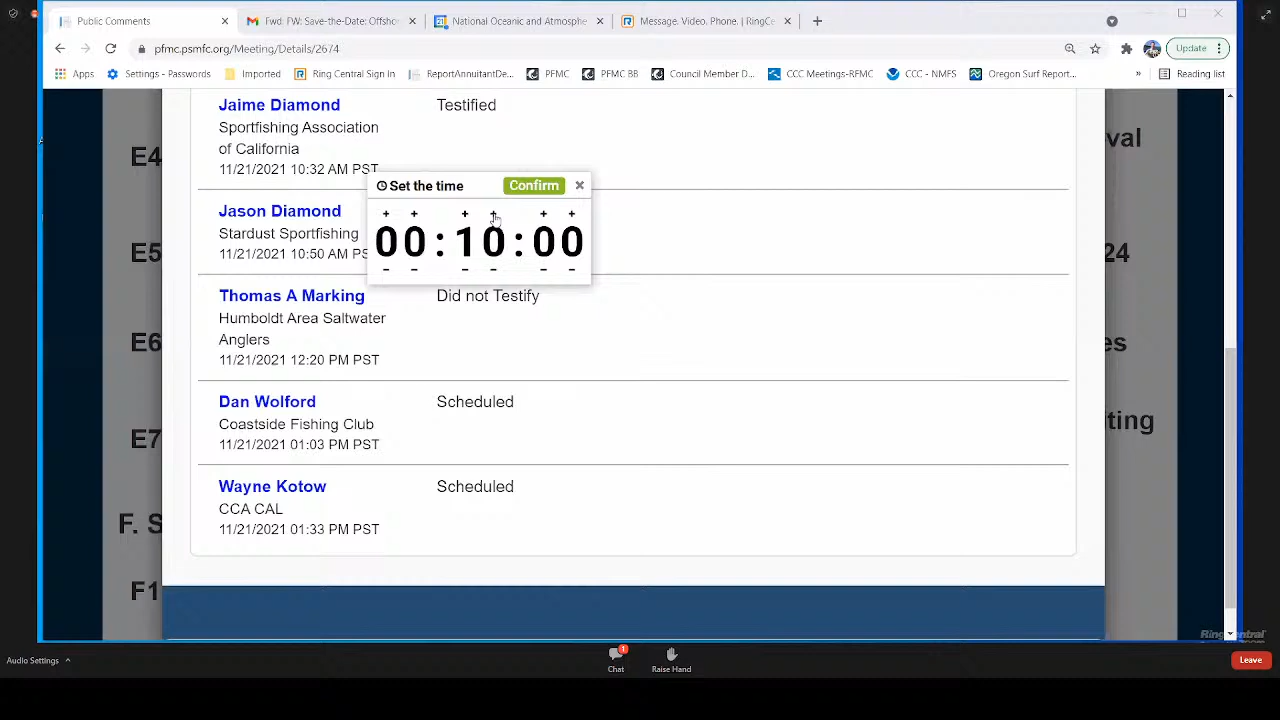 Public Comments
Fwd: FW: Save-the-Date: Offsho
National Oceanic and Atmosphe
Message. Video. Phone. | RingCe
pfmc.psmfc.org/Meeting/Details/2674
Update
Apps
Settings - Passwords
Imported
Ring Central Sign In
ReportAnnuitante...
PFMC
PFMC BB
Council Member D...
CCC Meetings-RFMC
CCC - NMFS
Oregon Surf Report...
»
Reading list
Jaime Diamond
Testified
Sportfishing Association
of California
11/21/2021 10:32 AM PST
Set the time
Confirm
00:10:00
Jason Diamond
Stardust Sportfishing
11/21/2021 10:50 AM PS
Thomas A Marking
Did not Testify
Humboldt Area Saltwater
Anglers
11/21/2021 12:20 PM PST
Dan Wolford
Scheduled
Coastside Fishing Club
11/21/2021 01:03 PM PST
Wayne Kotow
Scheduled
CCA CAL
11/21/2021 01:33 PM PST
E4
E5
E6
E7
F. S
F1
val
24
es
iting
RingCentral
Audio Settings
1
Chat
Raise Hand
Leave